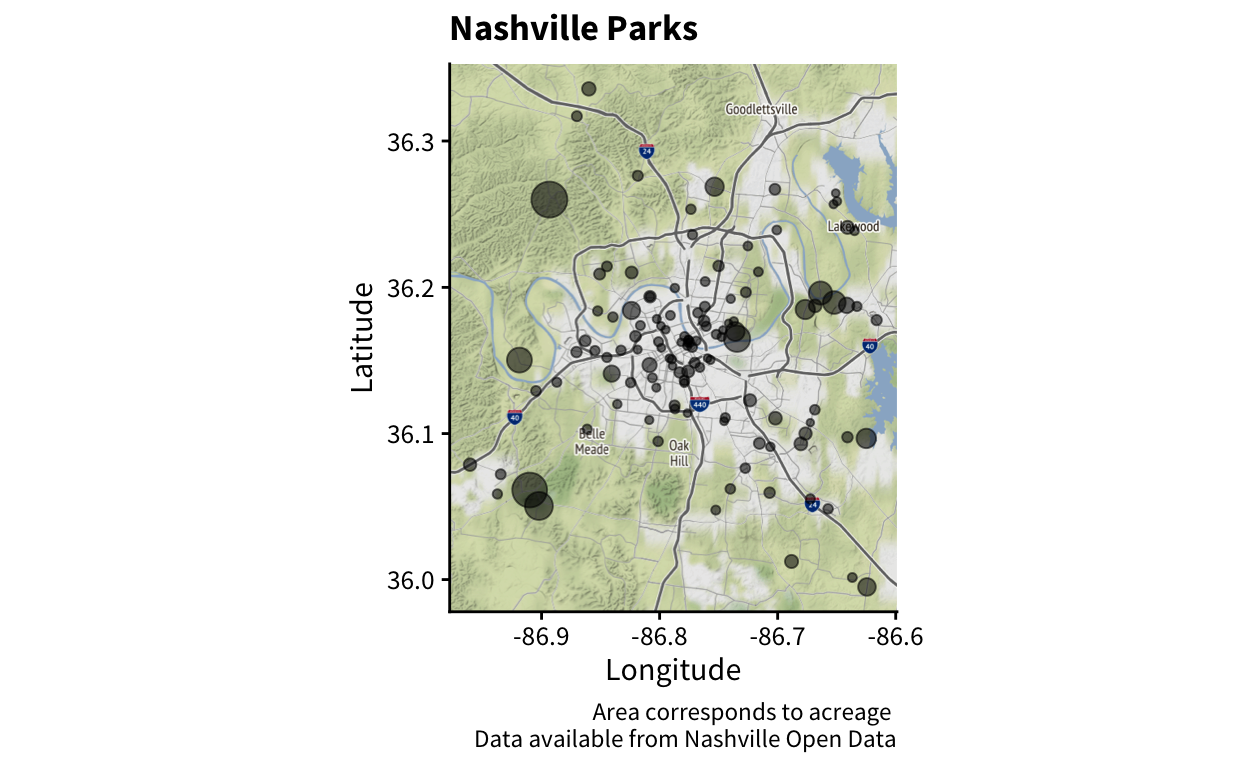 Nashville Parks
Goodlettsville
36.3
24
Lakewood
36.2
Latitude
40
440
40
36.1
Belle
Meade
Oak
Hill
24
36.0
-86.9
-86.8
-86.7
-86.6
Longitude
Area corresponds to acreage
Data available from Nashville Open Data